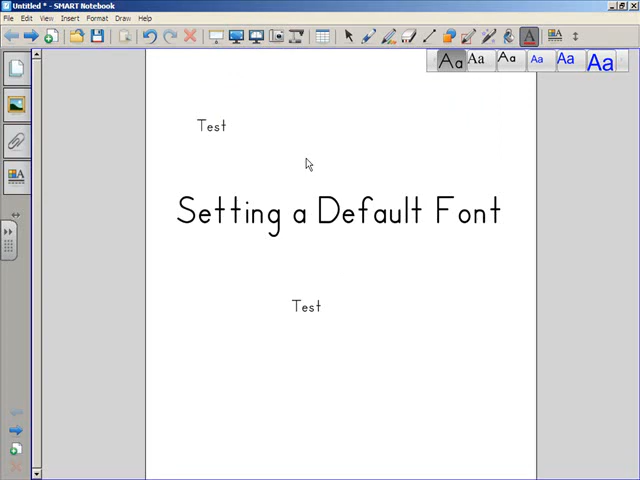 Untitled * - SMART Notebook
File Edit View Insert Format Draw Help
Aa Aa Aa Aa Aa Aa
Test
Setting a Default Font
Test